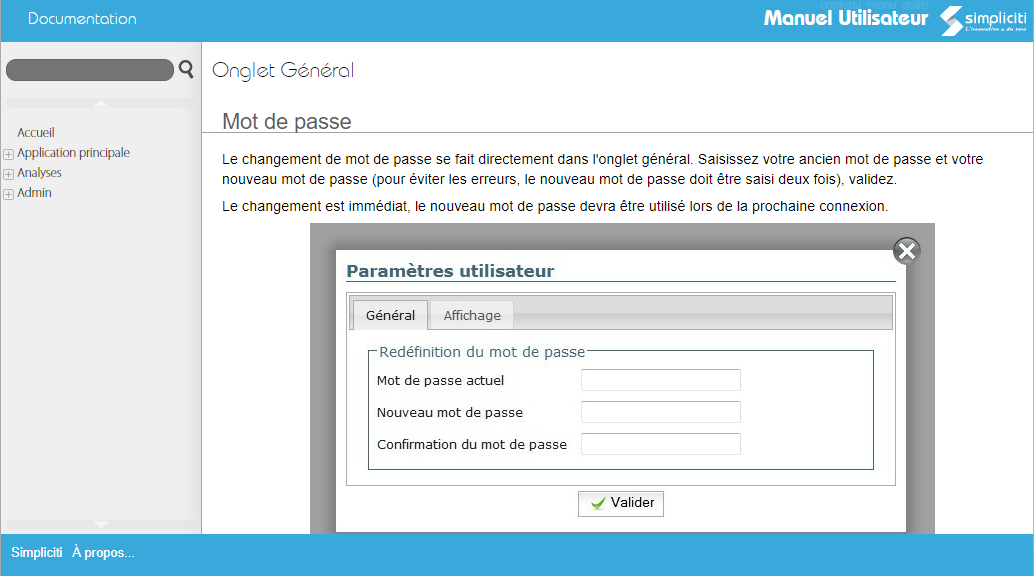 Documentation
contenu menu outils
Manuel Utilisateur
simpliciti
Onglet Général
Mot de passe
Accueil
Application principale
Analyses
Admin
Le changement de mot de passe se fait directement dans l'onglet général. Saisissez votre ancien mot de passe et votre
nouveau mot de passe (pour éviter les erreurs, le nouveau mot de passe doit être saisi deux fois), validez.
Le changement est immédiat, le nouveau mot de passe devra être utilisé lors de la prochaine connexion.
Paramètres utilisateur
Général Affichage
Redéfinition du mot de passe
Mot de passe actuel
Nouveau mot de passe
Confirmation du mot de passe
Valider
Simpliciti À propos...